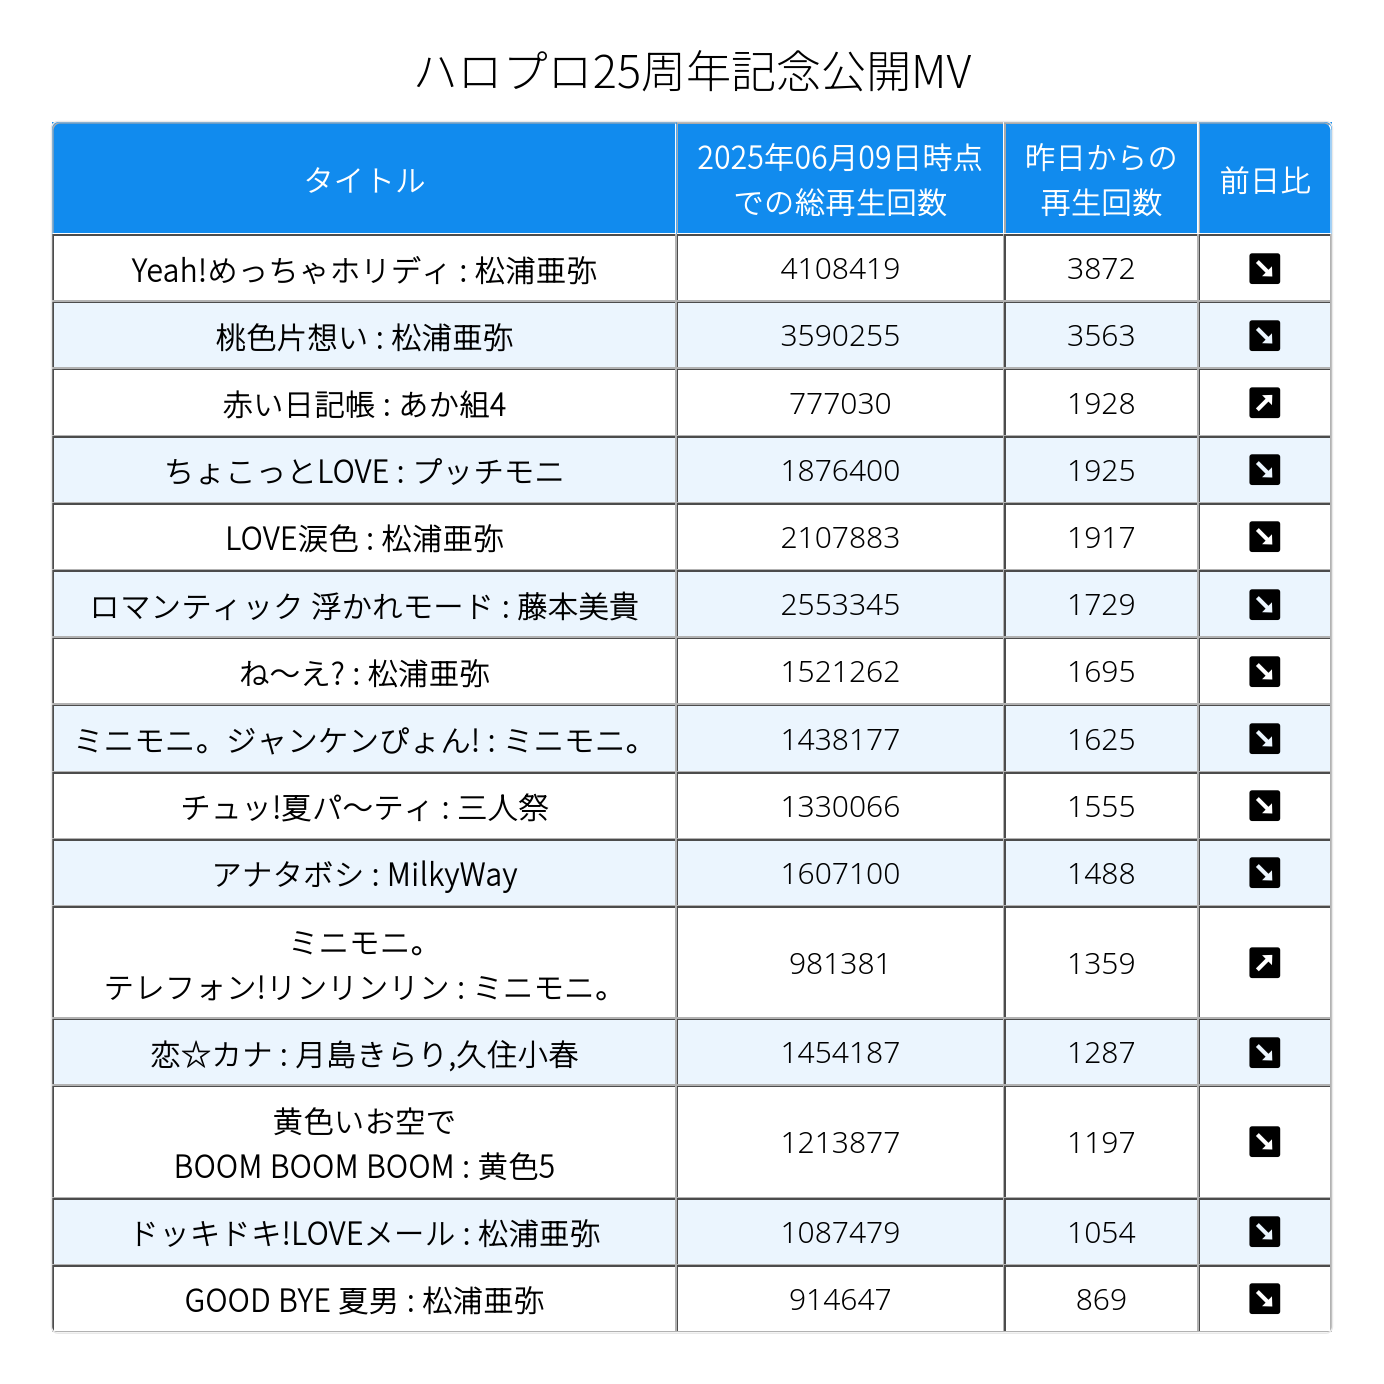 ハロプロ25周年記念公開MV
タイトル
2025年06月09日時点
での総再生回数
昨日からの
再生回数
前日比
Yeah!めっちゃホリディ : 松浦亜弥
4108419
3872
桃色片想い : 松浦亜弥
3590255
3563
赤い日記帳 : あか組4
777030
1928
ちょこっとLOVE : プッチモニ
1876400
1925
LOVE涙色 : 松浦亜弥
2107883
1917
ロマンティック 浮かれモード : 藤本美貴
2553345
1729
ね～え? : 松浦亜弥
1521262
1695
ミニモニ。ジャンケンぴょん! : ミニモニ。
1438177
1625
チュッ!夏パ～ティ : 三人祭
1330066
1555
アナタボシ : MilkyWay
1607100
1488
ミニモニ。
テレフォン!リンリンリン : ミニモニ。
981381
1359
恋☆カナ : 月島きらり,久住小春
1454187
1287
黄色いお空で
BOOM BOOM BOOM : 黄色5
1213877
1197
ドッキドキ!LOVEメール : 松浦亜弥
1087479
1054
GOOD BYE 夏男 : 松浦亜弥
914647
869